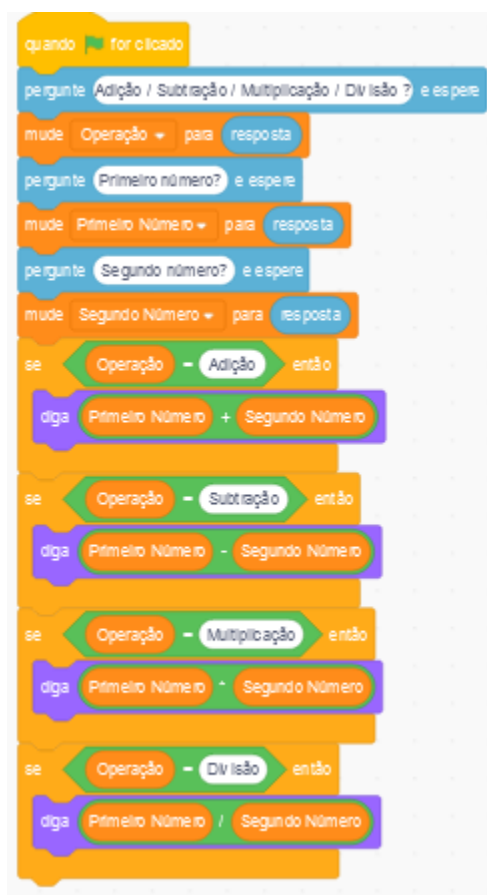 quando for clicado
pergunte Adição / Subtração / Multiplicação / Divisão ? e espere
mude Operação para resposta
pergunte Primeiro número? e espere
mude Primeiro Número para resposta
pergunte Segundo número? e espere
mude Segundo Número para resposta
se Operação = Adição então
diga Primeiro Número + Segundo Número
se Operação = Subtração então
diga Primeiro Número - Segundo Número
se Operação = Multiplicação então
diga Primeiro Número * Segundo Número
se Operação = Divisão então
diga Primeiro Número / Segundo Número